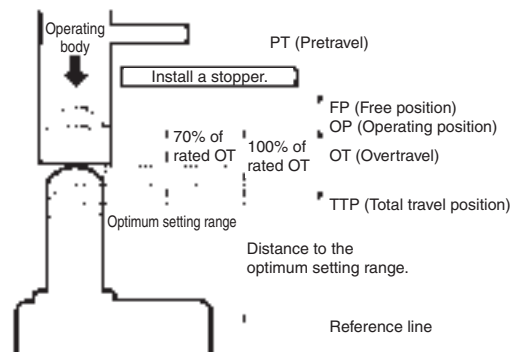 Operating
body
PT (Pretravel)
Install a stopper.
FP (Free position)
OP (Operating position)
70% of
rated OT
100% of
rated OT
OT (Overtravel)
TTP (Total travel position)
Optimum setting range
Distance to the
optimum setting range.
Reference line